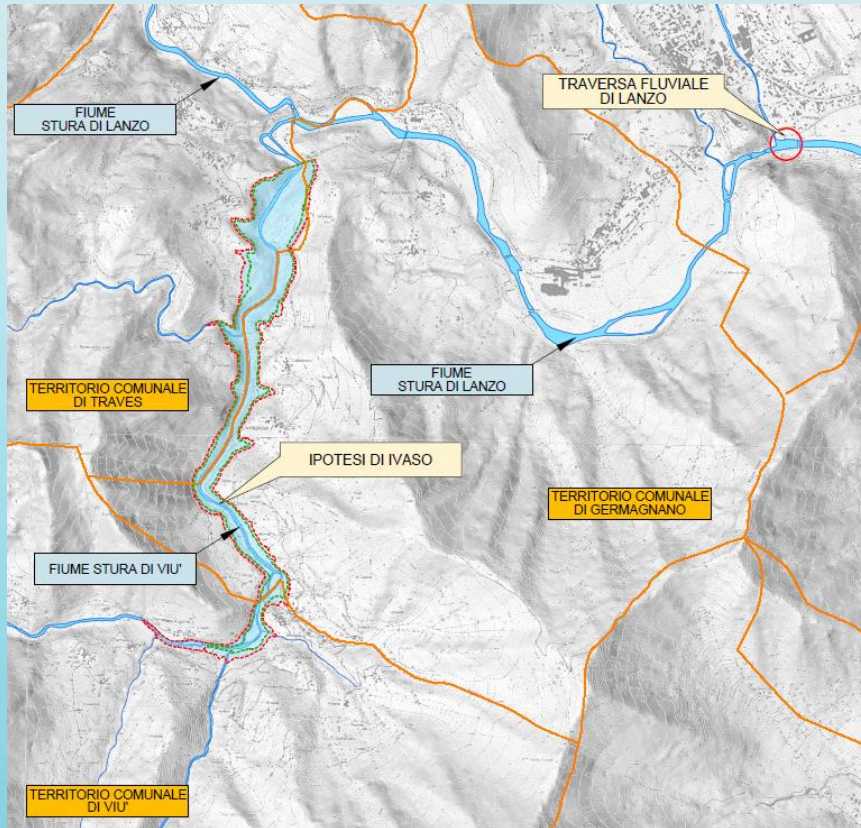 TRAVERSA FLUVIALE
DI LANZO
FIUME
STURA DI LANZO
FIUME
STURA DI LANZO
TERRITORIO COMUNALE
DI TRAVES
IPOTESI DI IVASO
TERRITORIO COMUNALE
DI GERMAGNANO
FIUME STURA DI VIU'
TERRITORIO COMUNALE
DI VIU'